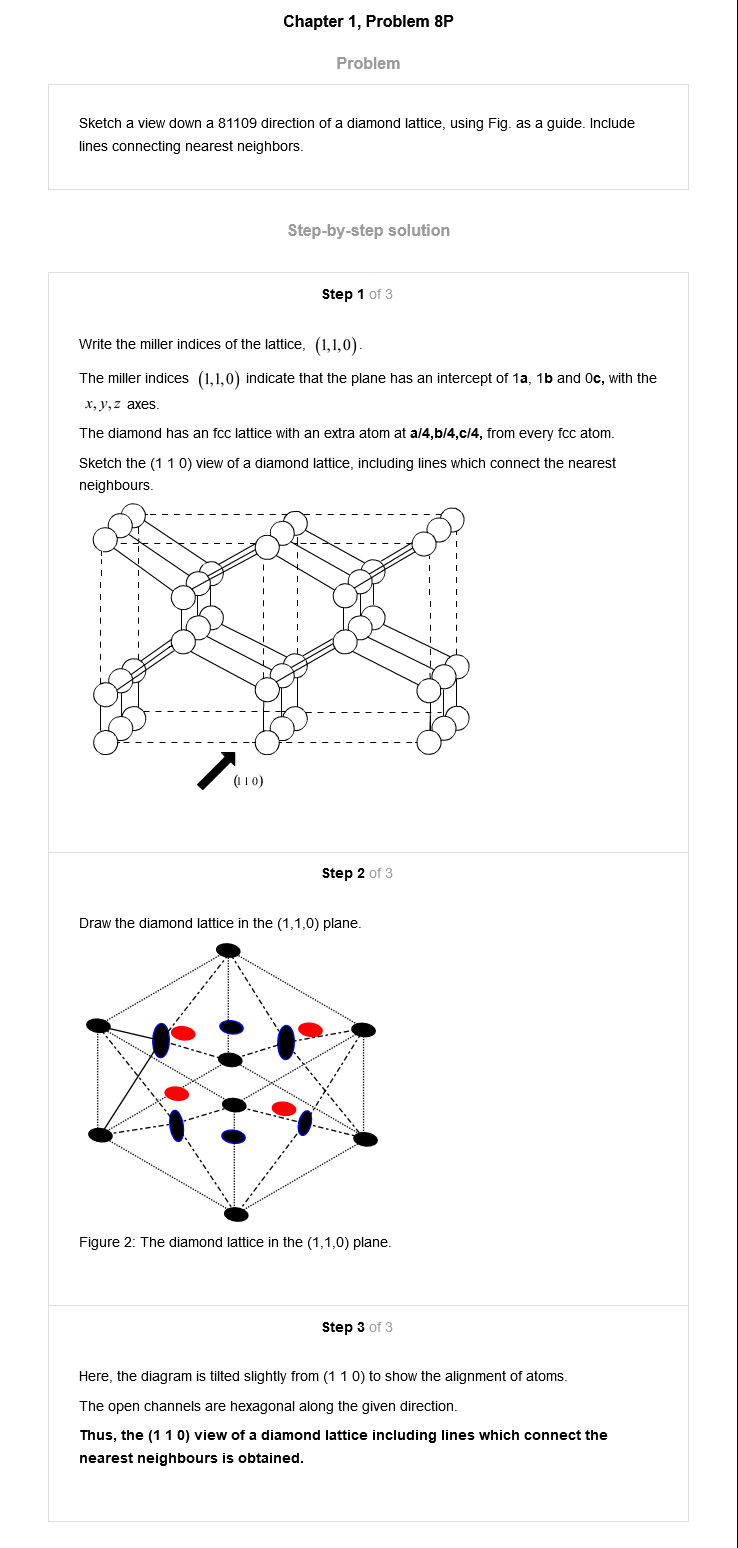 Chapter 1, Problem 8P
Problem
Sketch a view down a 81109 direction of a diamond lattice, using Fig. as a guide. Include
lines connecting nearest neighbors.
Step-by-step solution
Step 1 of 3
Write the miller indices of the lattice, (1,1,0).
The miller indices (1,1,0) indicate that the plane has an intercept of 1a, 1b and 0c, with the
x, y, z axes.
The diamond has an fcc lattice with an extra atom at a/4,b/4,c/4, from every fcc atom.
Sketch the (1 1 0) view of a diamond lattice, including lines which connect the nearest
neighbours.
(1 1 0)
Step 2 of 3
Draw the diamond lattice in the (1,1,0) plane.
Figure 2: The diamond lattice in the (1,1,0) plane.
Step 3 of 3
Here, the diagram is tilted slightly from (1 1 0) to show the alignment of atoms.
The open channels are hexagonal along the given direction.
Thus, the (1 1 0) view of a diamond lattice including lines which connect the
nearest neighbours is obtained.